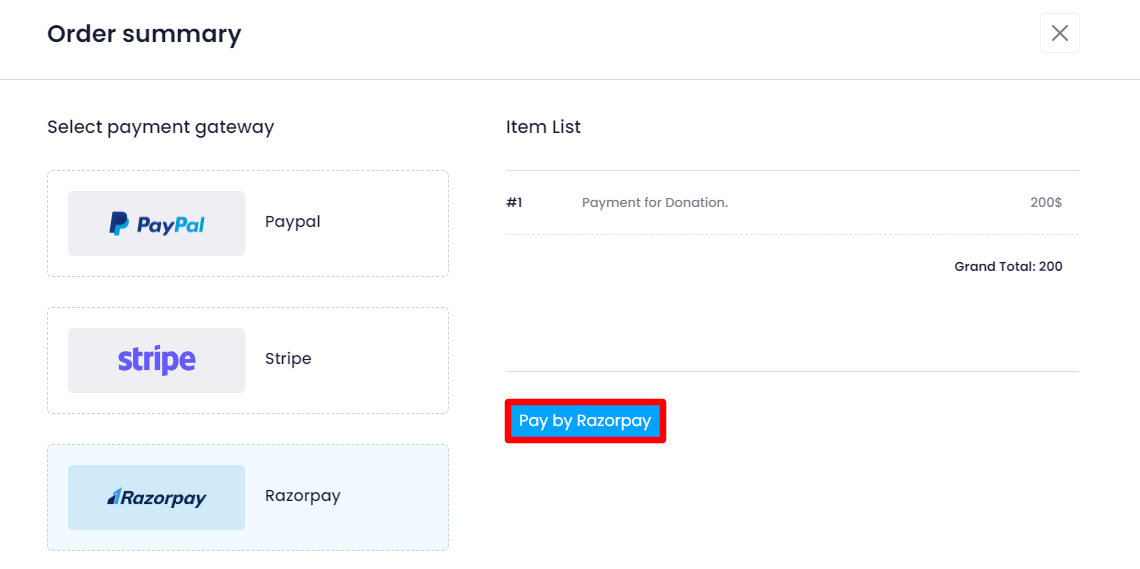 Order summary
Select payment gateway
PayPal
Paypal
stripe
Stripe
Razorpay
Razorpay
Item List
#1 Payment for Donation. 200$
Grand Total: 200
Pay by Razorpay